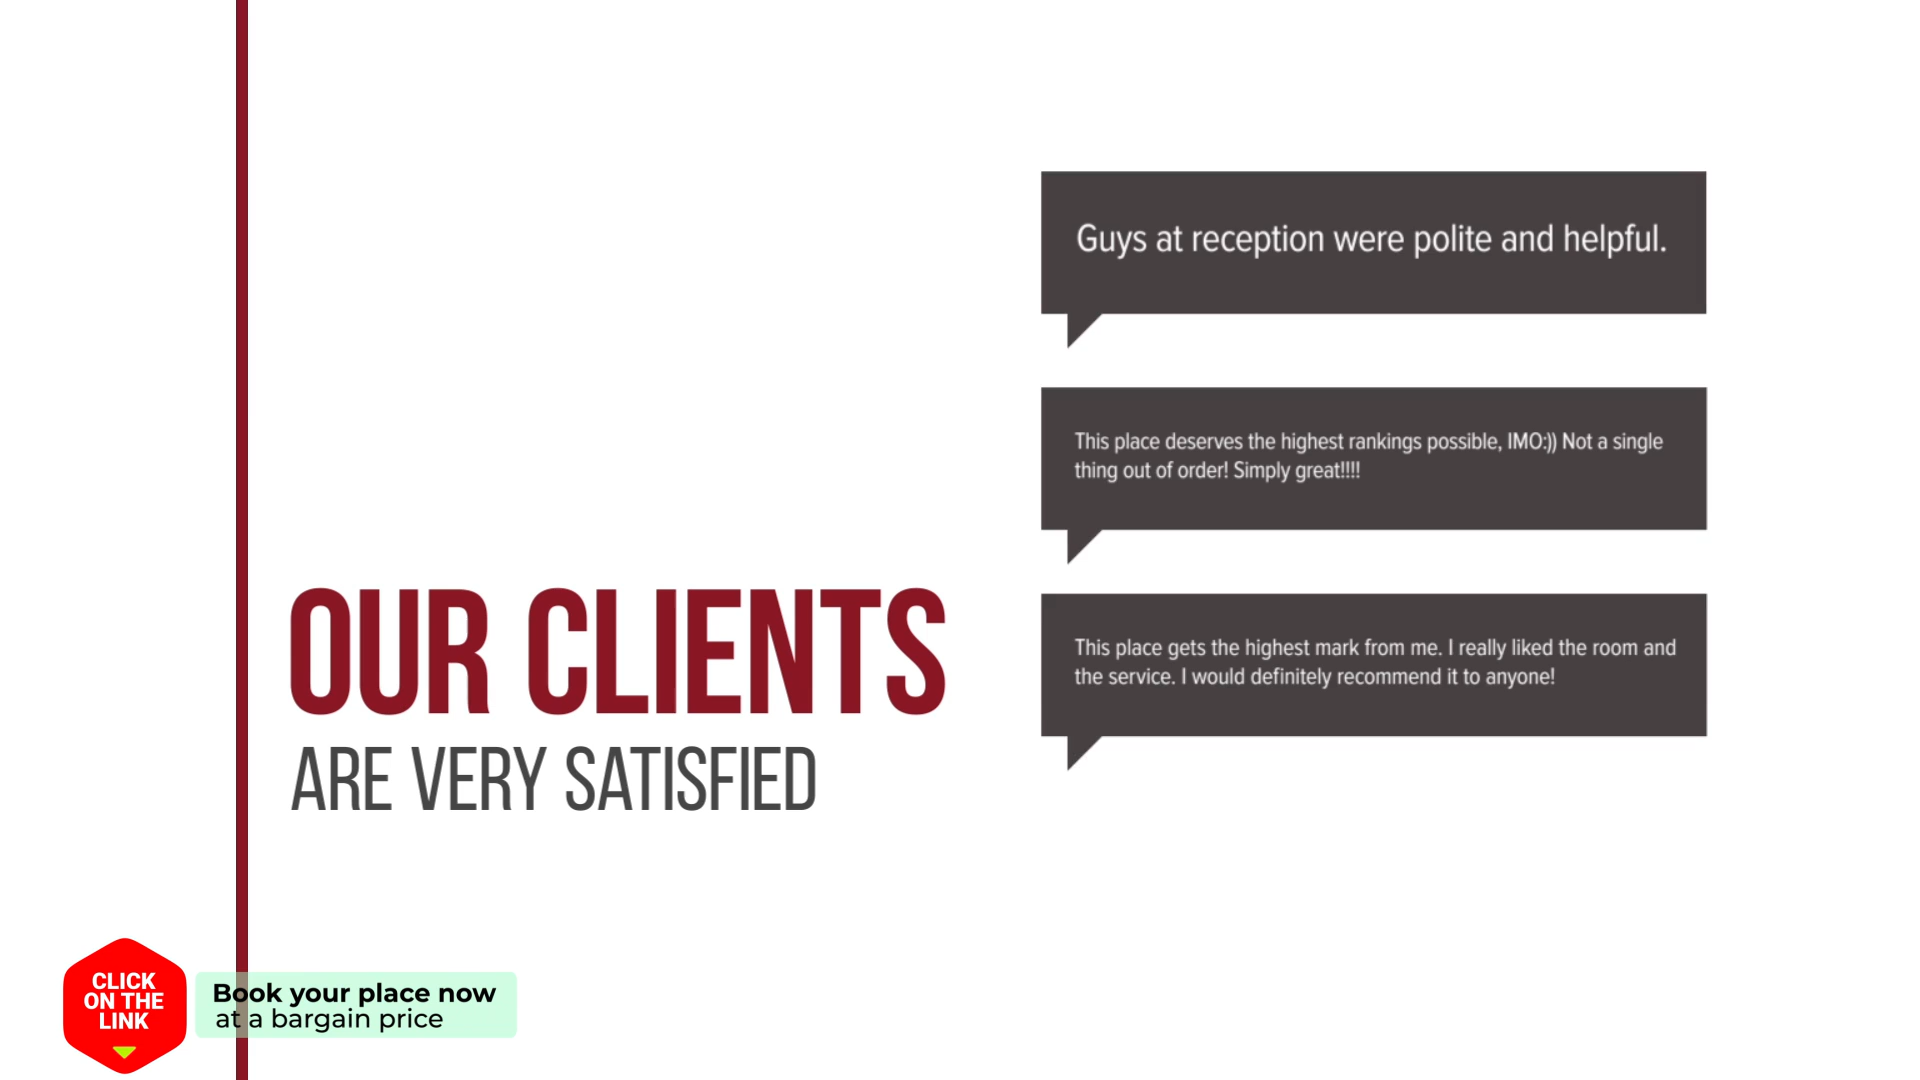 OUR CLIENTS
ARE VERY SATISFIED
Guys at reception were polite and helpful.
This place deserves the highest rankings possible, IMO:)) Not a single
thing out of order! Simply great!!!!
This place gets the highest mark from me. I really liked the room and
the service. I would definitely recommend it to anyone!
CLICK
ON THE
LINK
Book your place now
at a bargain price